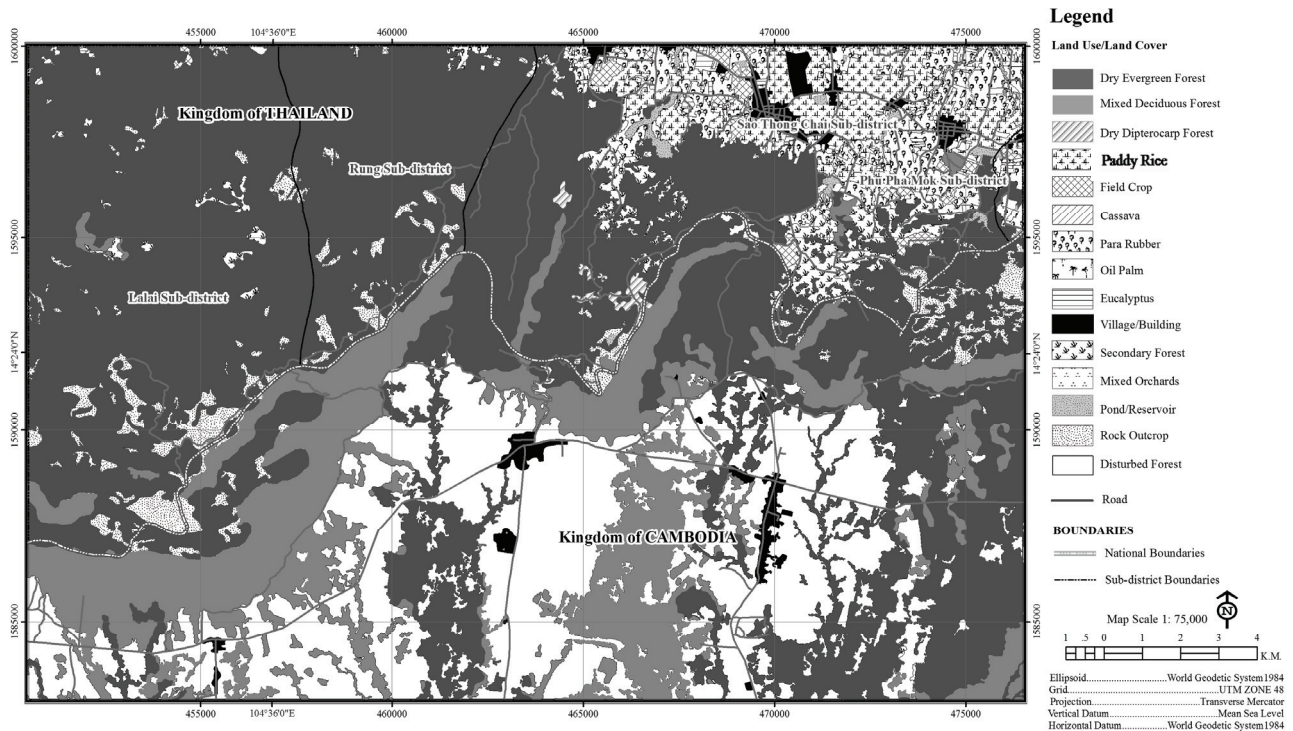 455000 104°36'0"E 460000 465000 470000 475000
1600000 1600000
Kingdom of THAILAND
Sao Thong Chai Sub-district
Rung Sub-district
Phu Pha Mok Sub-district
1595000 1595000
Lalai Sub-district
14°24'0"N 14°24'0"N
1590000 1590000
Kingdom of CAMBODIA
1585000 1585000
455000 104°36'0"E 460000 465000 470000 475000
Legend
Land Use/Land Cover
Dry Evergreen Forest
Mixed Deciduous Forest
Dry Dipterocarp Forest
Paddy Rice
Field Crop
Cassava
Para Rubber
Oil Palm
Eucalyptus
Village/Building
Secondary Forest
Mixed Orchards
Pond/Reservoir
Rock Outcrop
Disturbed Forest
Road
BOUNDARIES
National Boundaries
Sub-district Boundaries
N
Map Scale 1: 75,000
1 .5 0 1 2 3 4
K.M.
Ellipsoid..................World Geodetic System1984
Grid..................UTM ZONE 48
Projection..................Transverse Mercator
Vertical Datum..................Mean Sea Level
Horizontal Datum..................World Geodetic System1984